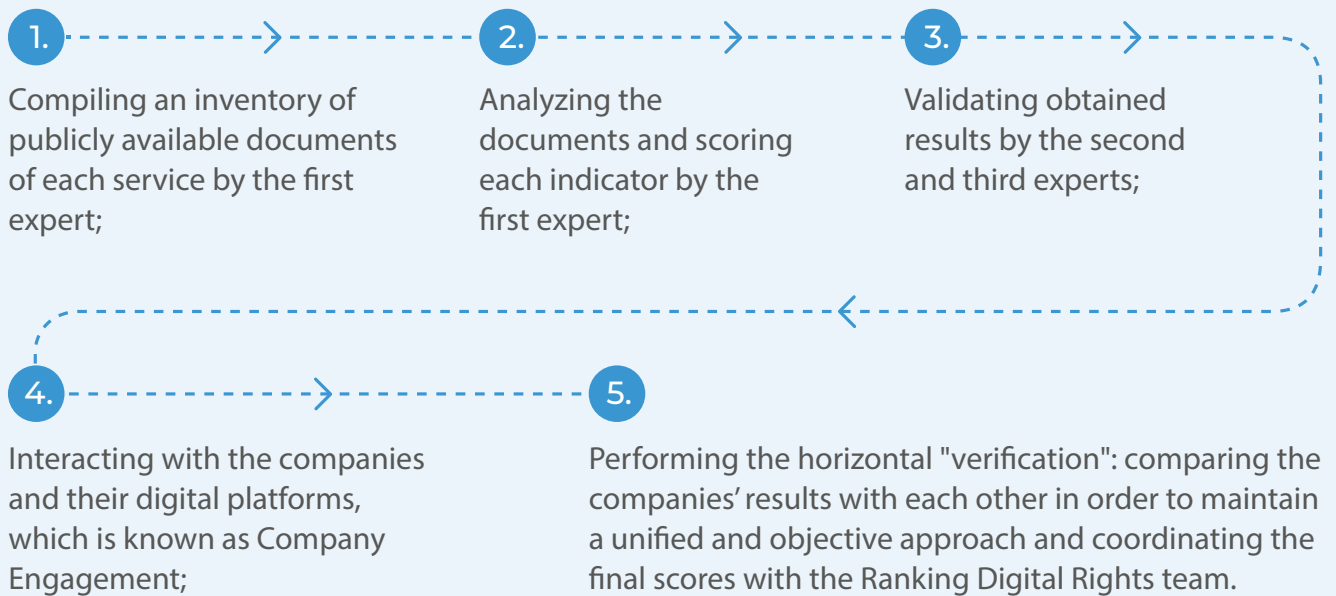 1.
Compiling an inventory of
publicly available documents
of each service by the first
expert;
2.
Analyzing the
documents and scoring
each indicator by the
first expert;
3.
Validating obtained
results by the second
and third experts;
4.
Interacting with the companies
and their digital platforms,
which is known as Company
Engagement;
5.
Performing the horizontal "verification": comparing the
companies’ results with each other in order to maintain
a unified and objective approach and coordinating the
final scores with the Ranking Digital Rights team.